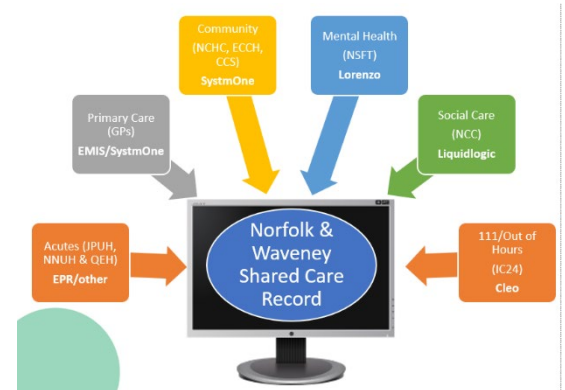 Community
(NCHC, ECCH,
CCS)
SystmOne
Mental Health
(NSFT)
Lorenzo
Primary Care
(GPs)
EMIS/SystmOne
Social Care
(NCC)
Liquidlogic
Acutes (JPUH,
NNUH & QEH)
EPR/other
Norfolk &
Waveney
Shared Care
Record
111/Out of
Hours
(IC24)
Cleo